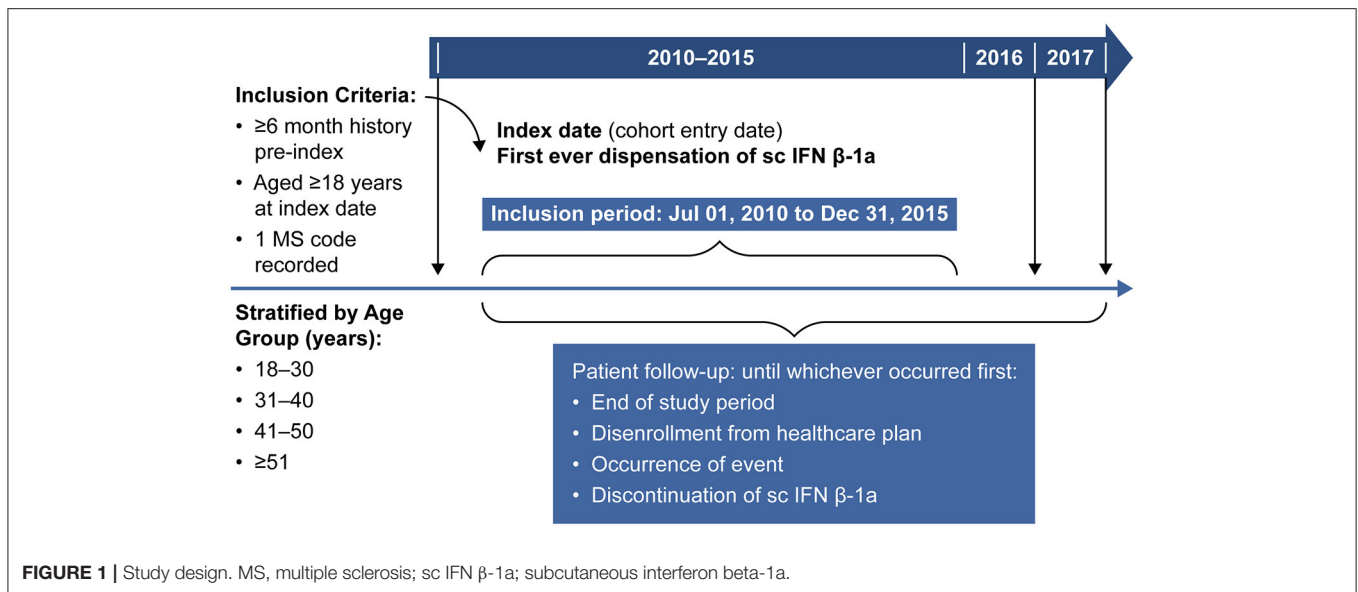 2010–2015
2016
2017
Inclusion Criteria:
• ≥6 month history
pre-index
• Aged ≥18 years
at index date
• 1 MS code
recorded
Index date (cohort entry date)
First ever dispensation of sc IFN β-1a
Inclusion period: Jul 01, 2010 to Dec 31, 2015
Stratified by Age
Group (years):
• 18–30
• 31–40
• 41–50
• ≥51
Patient follow-up: until whichever occurred first:
• End of study period
• Disenrollment from healthcare plan
• Occurrence of event
• Discontinuation of sc IFN β-1a
FIGURE 1 | Study design. MS, multiple sclerosis; sc IFN β-1a; subcutaneous interferon beta-1a.